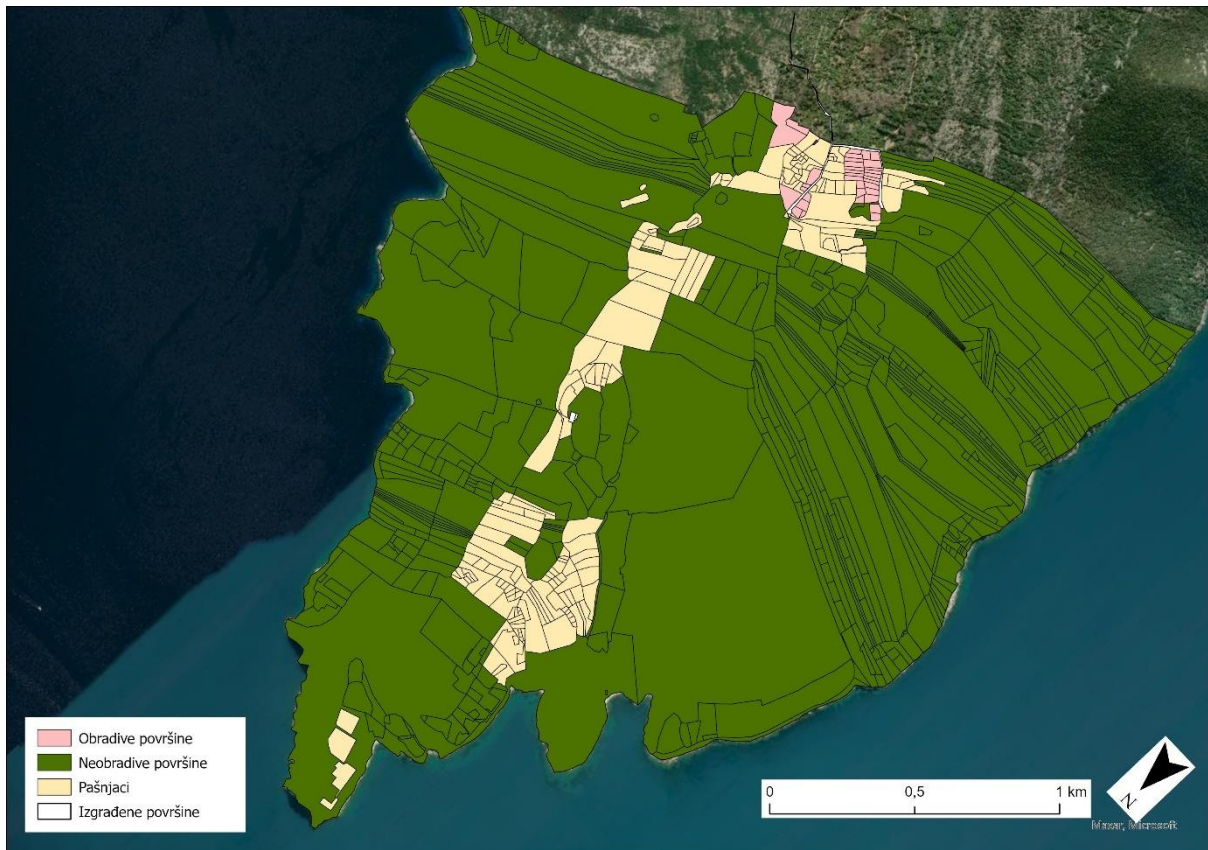 Obradive površine
Neobradive površine
Pašnjaci
Izgrađene površine
0
0,5
1 km
N
Maxar, Microsoft